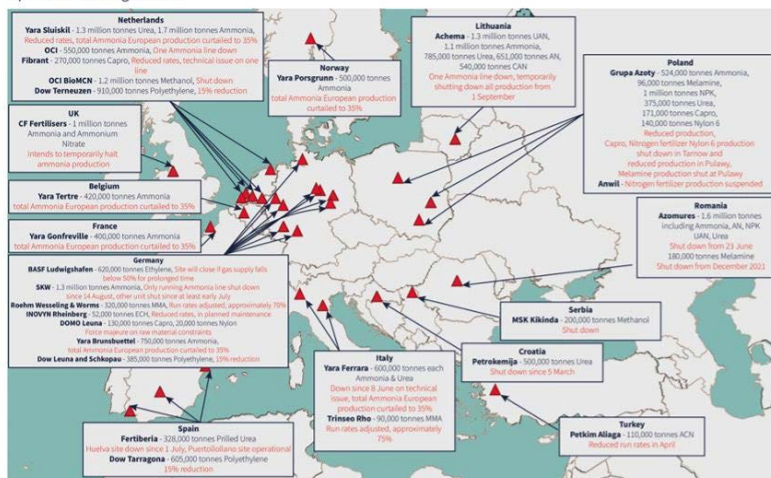 Netherlands
Yara Sluiskil - 1.3 million tonnes Urea, 1.7 million tonnes Ammonia,
Reduced rates, total Ammonia European production curtailed to 35%
OCI - 550,000 tonnes Ammonia, One Ammonia line down
Fibrant - 270,000 tonnes Capro, Reduced rates, technical issue on one
line
OCI BioMCN - 1.2 million tonnes Methanol, Shut down
Dow Terneuzen - 910,000 tonnes Polyethylene, 15% reduction
Norway
Yara Porsgrunn - 500,000 tonnes
Ammonia
total Ammonia European production
curtailed to 35%
Lithuania
Achema - 1.3 million tonnes UAN,
1.1 million tonnes Ammonia,
785,000 tonnes Urea, 651,000 tonnes AN,
540,000 tonnes CAN
One Ammonia line down, temporarily
shutting down all production from
1 September
Poland
Grupa Azoty - 524,000 tonnes Ammonia,
96,000 tonnes Melamine,
1 million tonnes NPK,
375,000 tonnes Urea,
171,000 tonnes Capro,
140,000 tonnes Nylon 6
Reduced production,
Capro, Nitrogen fertilizer Nylon 6 production
shut down in Tarnow and
reduced production in Pulawy,
Melamine production shut at Pulawy
Anwil - Nitrogen fertilizer production suspended
UK
CF Fertilisers - 1 million tonnes
Ammonia and Ammonium
Nitrate
intends to temporarily halt
ammonia production
Belgium
Yara Tertre - 420,000 tonnes Ammonia
total Ammonia European production curtailed to 35%
France
Yara Gonfreville - 400,000 tonnes Ammonia
total Ammonia European production curtailed to 35%
Germany
BASF Ludwigshafen - 620,000 tonnes Ethylene, Site will close if gas supply falls
below 50% for prolonged time
SKW - 1.3 million tonnes Ammonia, Only running Ammonia line shut down
since 14 August, other unit shut since at least early July
Roehm Wesseling & Worms - 320,000 tonnes MMA, Run rates adjusted, approximately 70%
INOVYN Rheinberg - 52,000 tonnes ECH, Reduced rates, in planned maintenance
DOMO Leuna - 130,000 tonnes Capro, 20,000 tonnes Nylon
Force majeure on raw material constraints
Yara Brunsbuettel - 750,000 tonnes Ammonia,
total Ammonia European production curtailed to 35%
Dow Leuna and Schkopau - 385,000 tonnes Polyethylene, 15% reduction
Romania
Azomures - 1.6 million tonnes
including Ammonia, AN, NPK
UAN, Urea
Shut down from 23 June
180,000 tonnes Melamine
Shut down from December 2021
Serbia
MSK Kikinda - 200,000 tonnes Methanol
Shut down
Croatia
Petrokemija - 500,000 tonnes Urea
Shut down since 5 March
Italy
Yara Ferrara - 600,000 tonnes each
Ammonia & Urea
Down since 6 June on technical
issue, total Ammonia European
production curtailed to 35%
Trinseo Rho - 90,000 tonnes MMA
Run rates adjusted, approximately
75%
Turkey
Petkim Aliaga - 110,000 tonnes ACN
Reduced run rates in April
Spain
Fertiberia - 328,000 tonnes Prilled Urea
Huelva site down since 1 July, Puertollolano site operational
Dow Tarragona - 605,000 tonnes Polyethylene
15% reduction